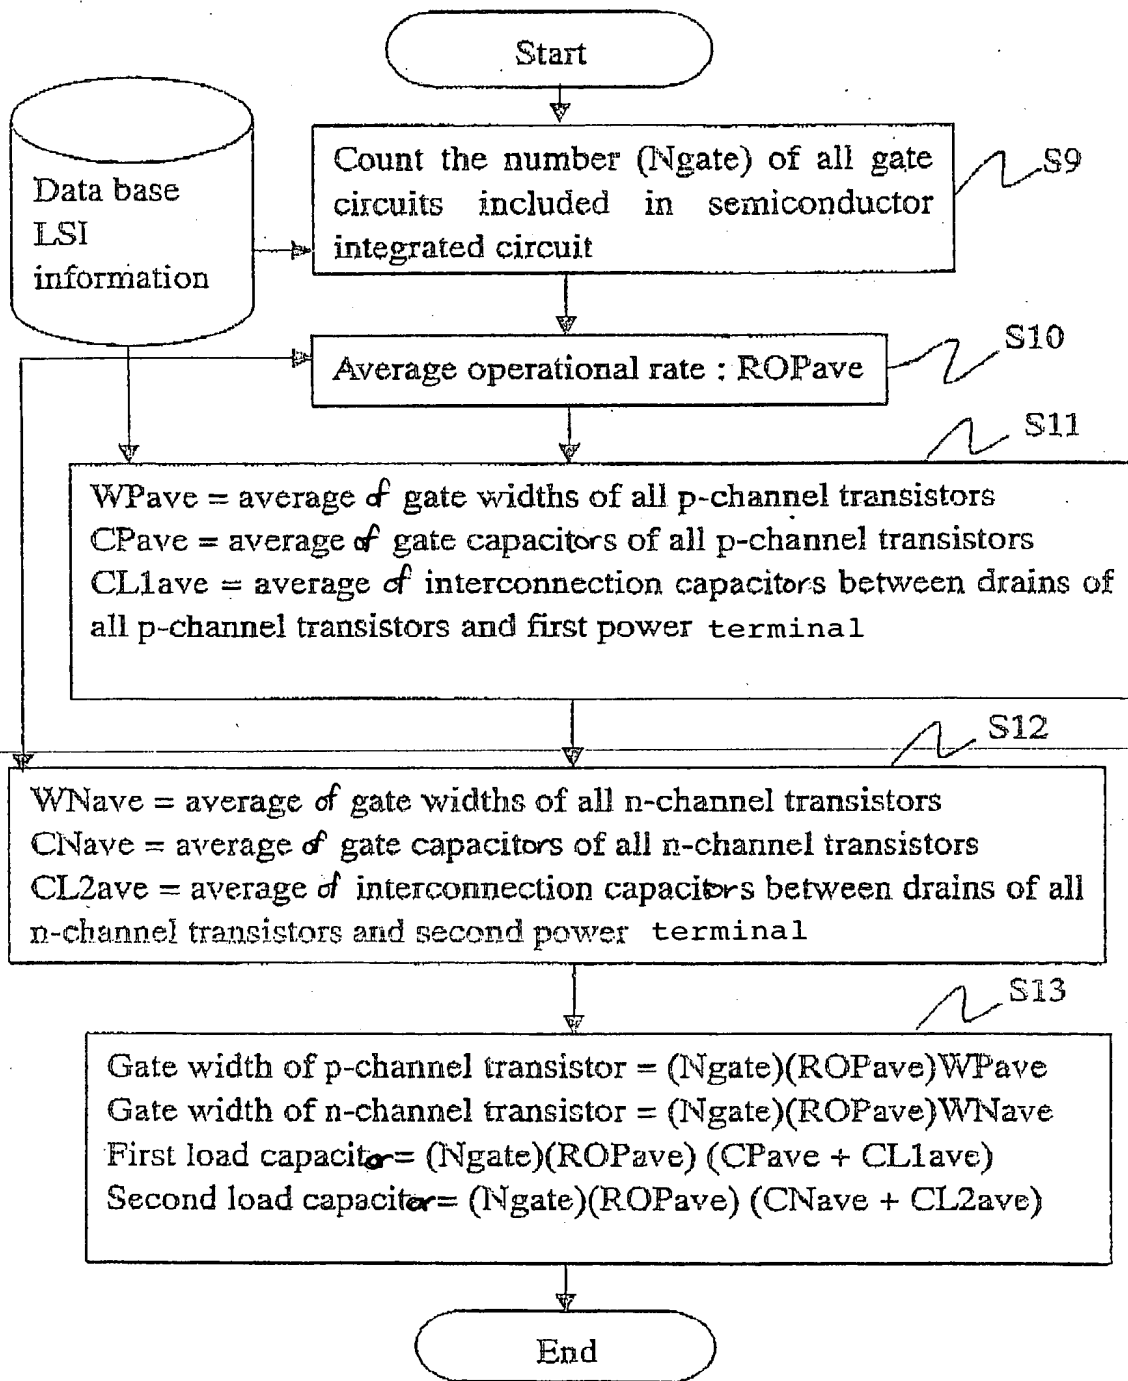 Start
Data base
LSI
information
Count the number (Ngate) of all gate
circuits included in semiconductor
integrated circuit
S9
Average operational rate : ROPave
S10
S11
WPave = average of gate widths of all p-channel transistors
CPave = average of gate capacitors of all p-channel transistors
CL1ave = average of interconnection capacitors between drains of
all p-channel transistors and first power terminal
S12
WNave = average of gate widths of all n-channel transistors
CNave = average of gate capacitors of all n-channel transistors
CL2ave = average of interconnection capacitors between drains of all
n-channel transistors and second power terminal
S13
Gate width of p-channel transistor = (Ngate)(ROPave)WPave
Gate width of n-channel transistor = (Ngate)(ROPave)WNave
First load capacitor= (Ngate)(ROPave) (CPave + CL1ave)
Second load capacitor= (Ngate)(ROPave) (CNave + CL2ave)
End